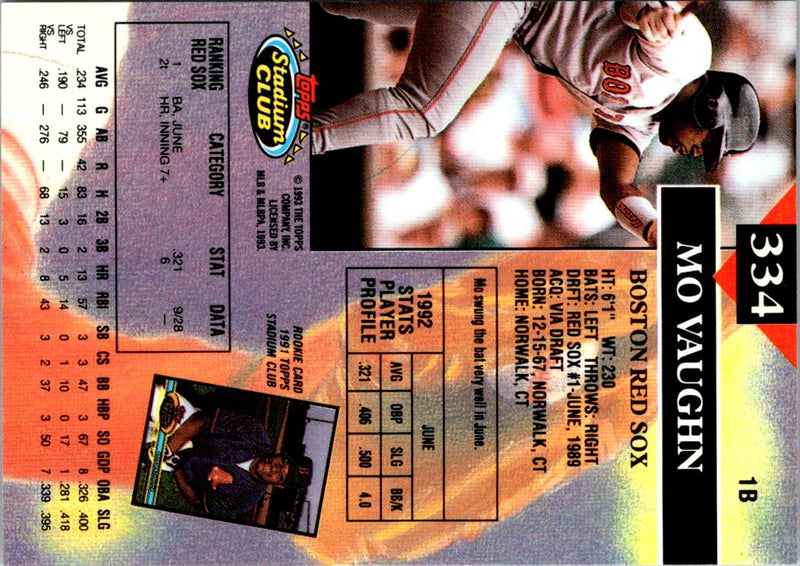 334
MO VAUGHN
1B
BOSTON RED SOX
HT: 6'1" WT: 230
BATS: LEFT THROWS: RIGHT
DRFT: RED SOX #1-JUNE, 1989
ACQ: VIA DRAFT
BORN: 12-15-67, NORWALK, CT
HOME: NORWALK, CT
BOST
Mo swung the bat very well in June.
1992
STATS
PLAYER
PROFILE
JUNE
AVG OBP SLG BB/K
.321 .406 .500 4.0
topps
Stadium
CLUB
© 1993 THE TOPPS
COMPANY, INC.
LICENSED BY
MLB & MLBPA, 1993.
ROOKIE CARD
1991 TOPPS
STADIUM CLUB
RANKING
RED SOX CATEGORY STAT DATA
1 BA, JUNE .321 9/28
2t HR, INNING 7+ 6
AVG G AB R H 2B 3B HR RBI SB CS BB HBP SO GDP OBA SLG
TOTAL .234 113 355 42 83 16 2 13 57 3 3 47 3 67 8 .326 .400
VS
LEFT .190 — 79 — 15 3 0 5 14 0 1 10 0 17 1 .281 .418
VS
RIGHT .246 — 276 — 68 13 2 8 43 3 2 37 3 50 7 .339 .395